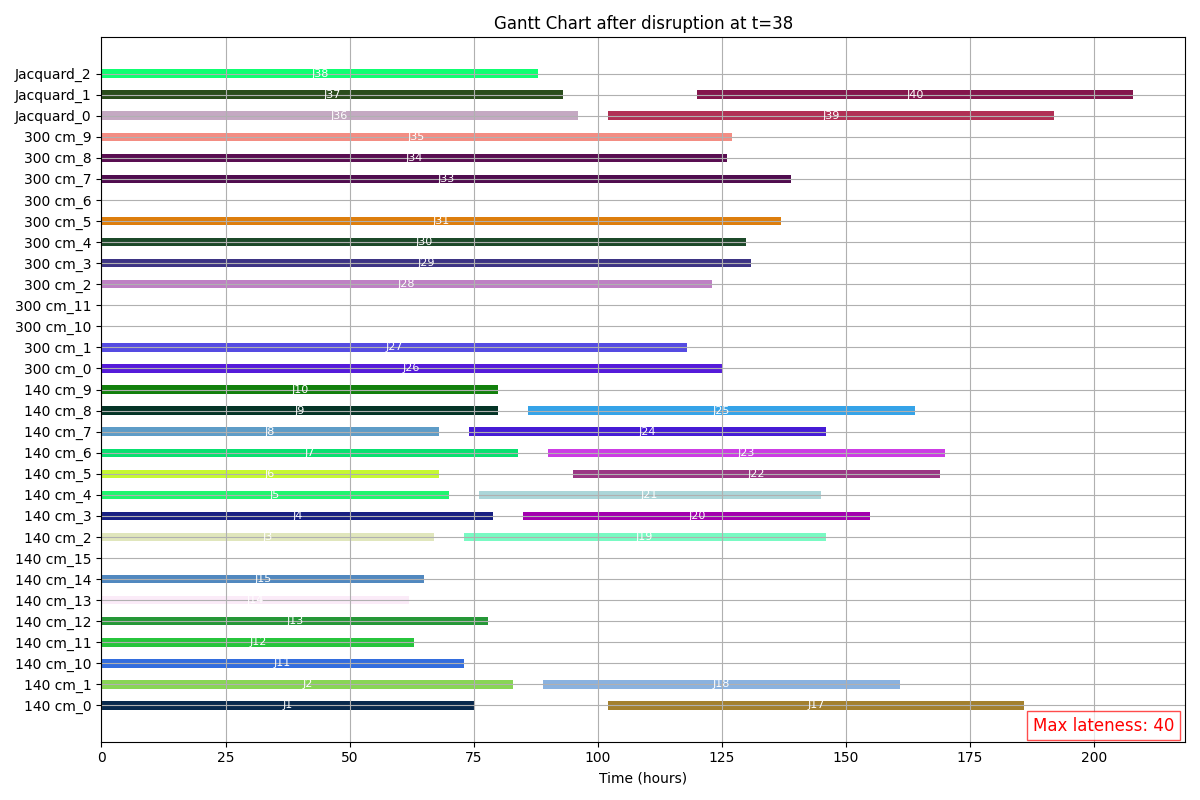 Gantt Chart after disruption at t=38
Jacquard_2 J38
Jacquard_1 J37 J40
Jacquard_0 J36 J39
300 cm_9 J35
300 cm_8 J34
300 cm_7 J33
300 cm_6
300 cm_5 J31
300 cm_4 J30
300 cm_3 J29
300 cm_2 J28
300 cm_11
300 cm_10
300 cm_1 J27
300 cm_0 J26
140 cm_9 J10
140 cm_8 J9 J25
140 cm_7 J8 J24
140 cm_6 J7 J23
140 cm_5 J6 J22
140 cm_4 J5 J21
140 cm_3 J4 J20
140 cm_2 J3 J19
140 cm_15
140 cm_14 J15
140 cm_13 J14
140 cm_12 J13
140 cm_11 J12
140 cm_10 J11
140 cm_1 J2 J18
140 cm_0 J1 J17
Max lateness: 40
0 25 50 75 100 125 150 175 200
Time (hours)